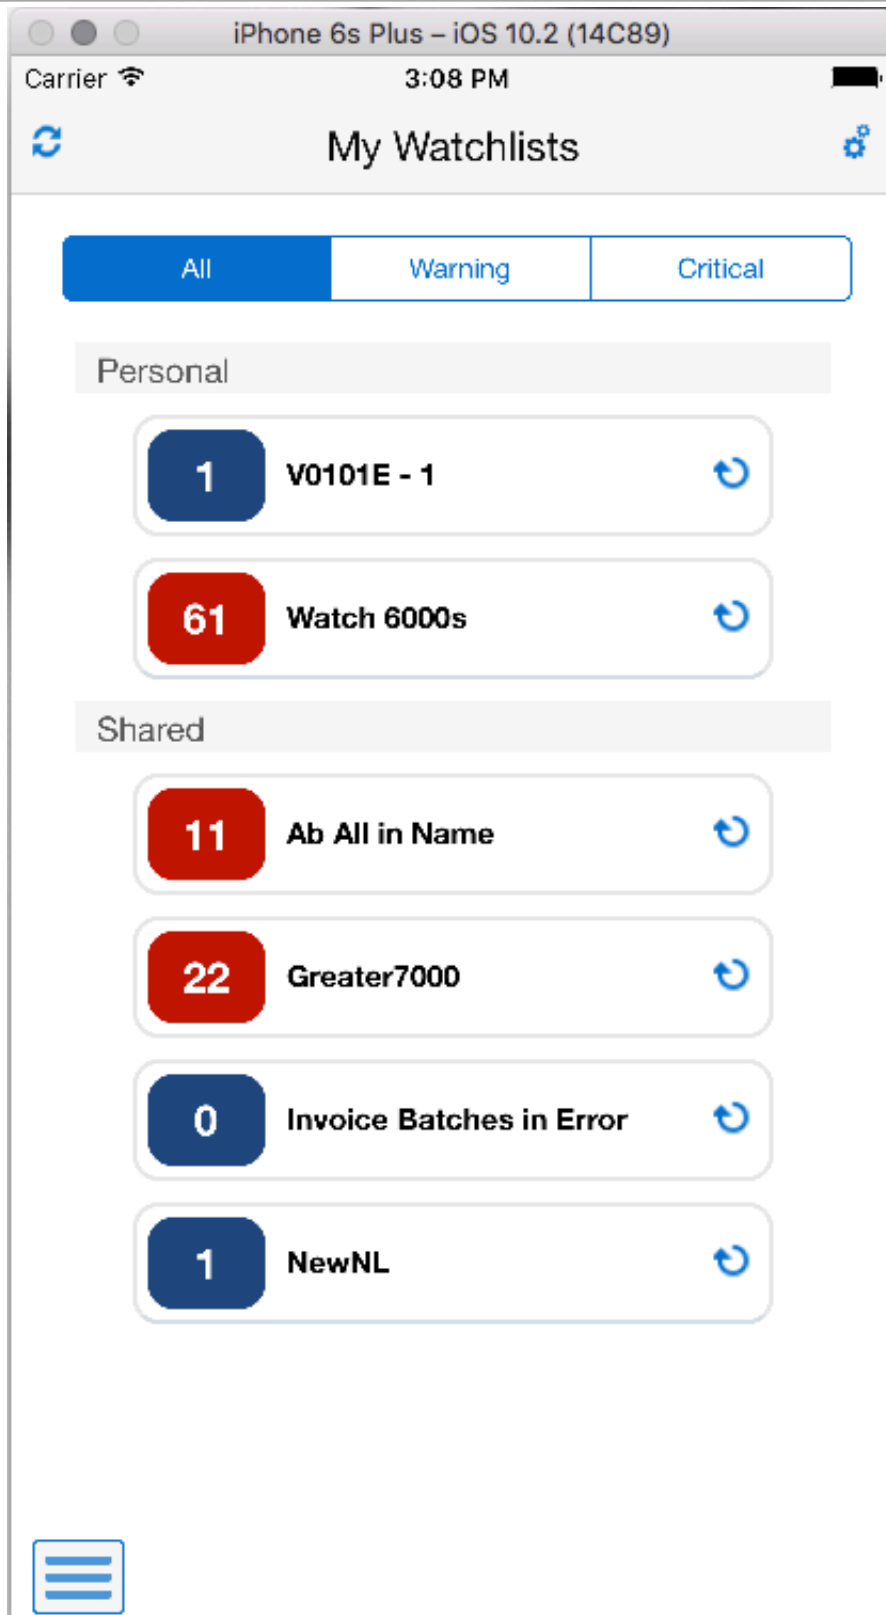 iPhone 6s Plus – iOS 10.2 (14C89)
Carrier 3:08 PM
My Watchlists
All Warning Critical
Personal
1 V0101E - 1
61 Watch 6000s
Shared
11 Ab All in Name
22 Greater7000
0 Invoice Batches in Error
1 NewNL